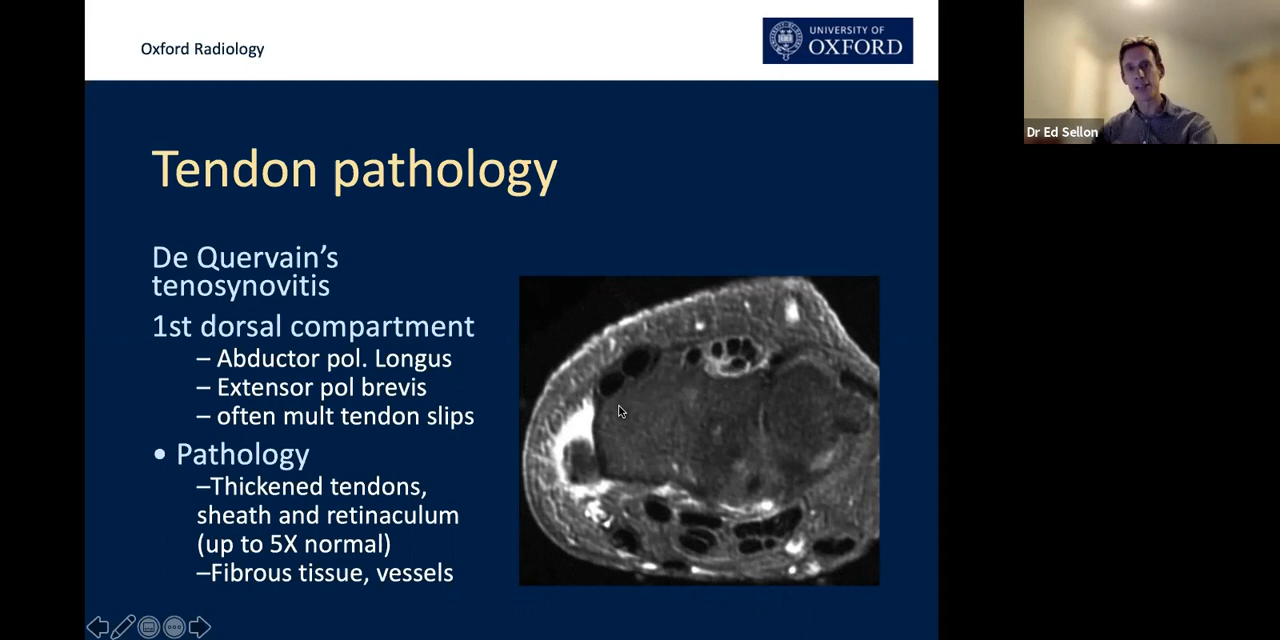 Oxford Radiology
UNIVERSITY OF
OXFORD
Dr Ed Sellon
Tendon pathology
De Quervain’s
tenosynovitis
1st dorsal compartment
– Abductor pol. Longus
– Extensor pol brevis
– often mult tendon slips
• Pathology
–Thickened tendons,
sheath and retinaculum
(up to 5X normal)
–Fibrous tissue, vessels